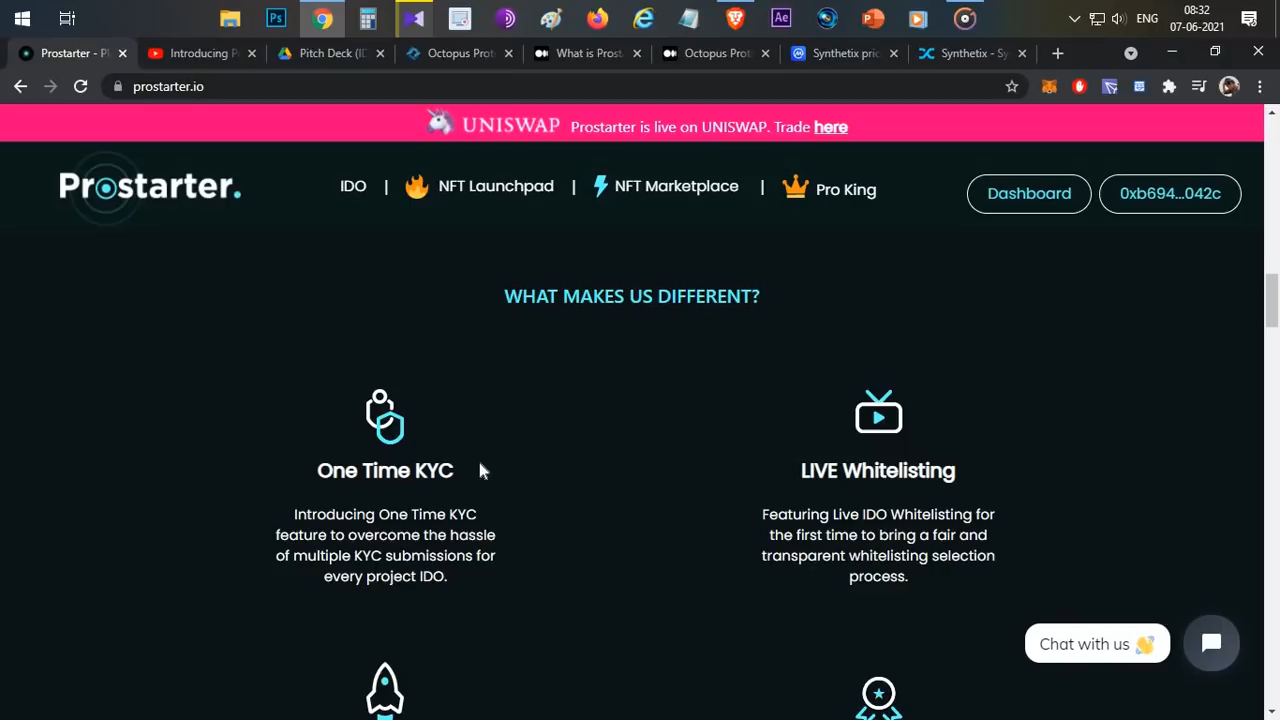 08:32
ENG
07-06-2021
Prostarter - Pl
Introducing P
Pitch Deck (ID
Octopus Prot
What is Prost
Octopus Prot
Synthetix pric
Synthetix - Sy
prostarter.io
UNISWAP Prostarter is live on UNISWAP. Trade here
Prostarter.
IDO | NFT Launchpad | NFT Marketplace | Pro King
Dashboard
0xb694...042c
WHAT MAKES US DIFFERENT?
One Time KYC
Introducing One Time KYC
feature to overcome the hassle
of multiple KYC submissions for
every project IDO.
LIVE Whitelisting
Featuring Live IDO Whitelisting for
the first time to bring a fair and
transparent whitelisting selection
process.
Chat with us